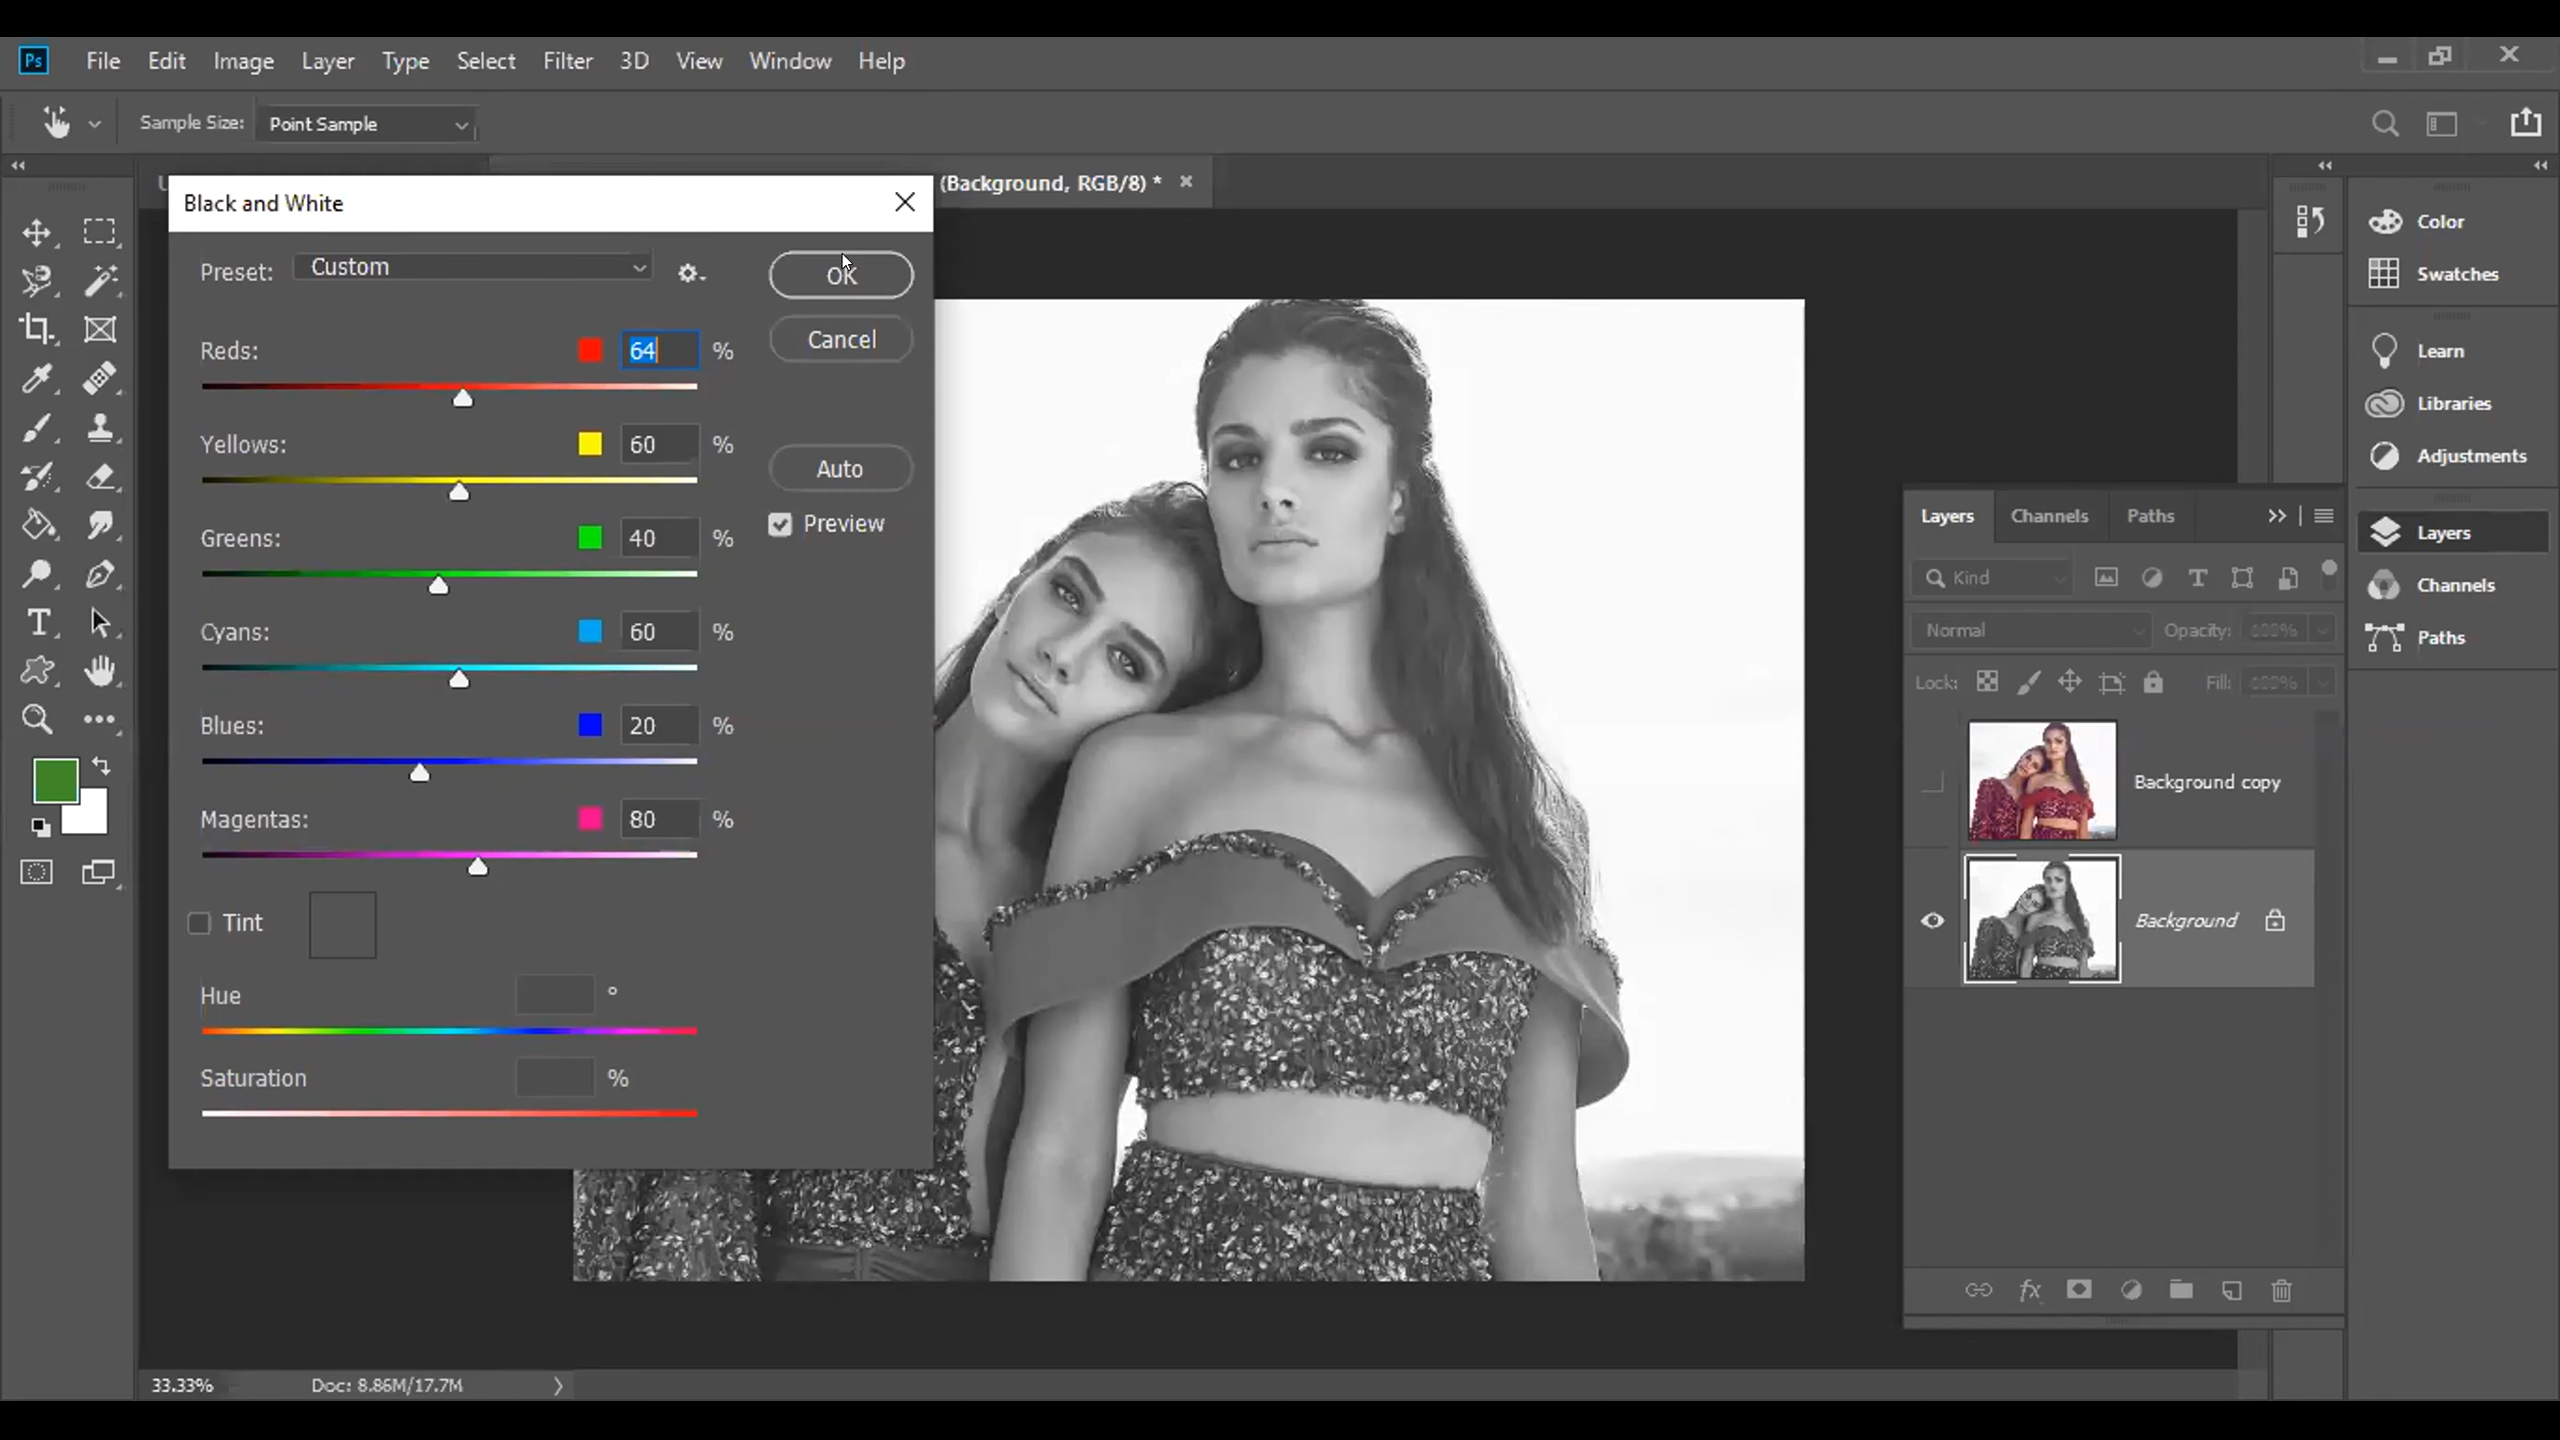 Ps File Edit Image Layer Type Select Filter 3D View Window Help
Sample Size: Point Sample
(Background, RGB/8) *
Black and White
Preset: Custom
OK
Cancel
Auto
Preview
Reds: 64 %
Yellows: 60 %
Greens: 40 %
Cyans: 60 %
Blues: 20 %
Magentas: 80 %
Tint
Hue °
Saturation %
33.33% Doc: 8.86M/17.7M
Layers Channels Paths
Kind
Normal Opacity: 100%
Lock: Fill: 100%
Background copy
Background
Color
Swatches
Learn
Libraries
Adjustments
Layers
Channels
Paths